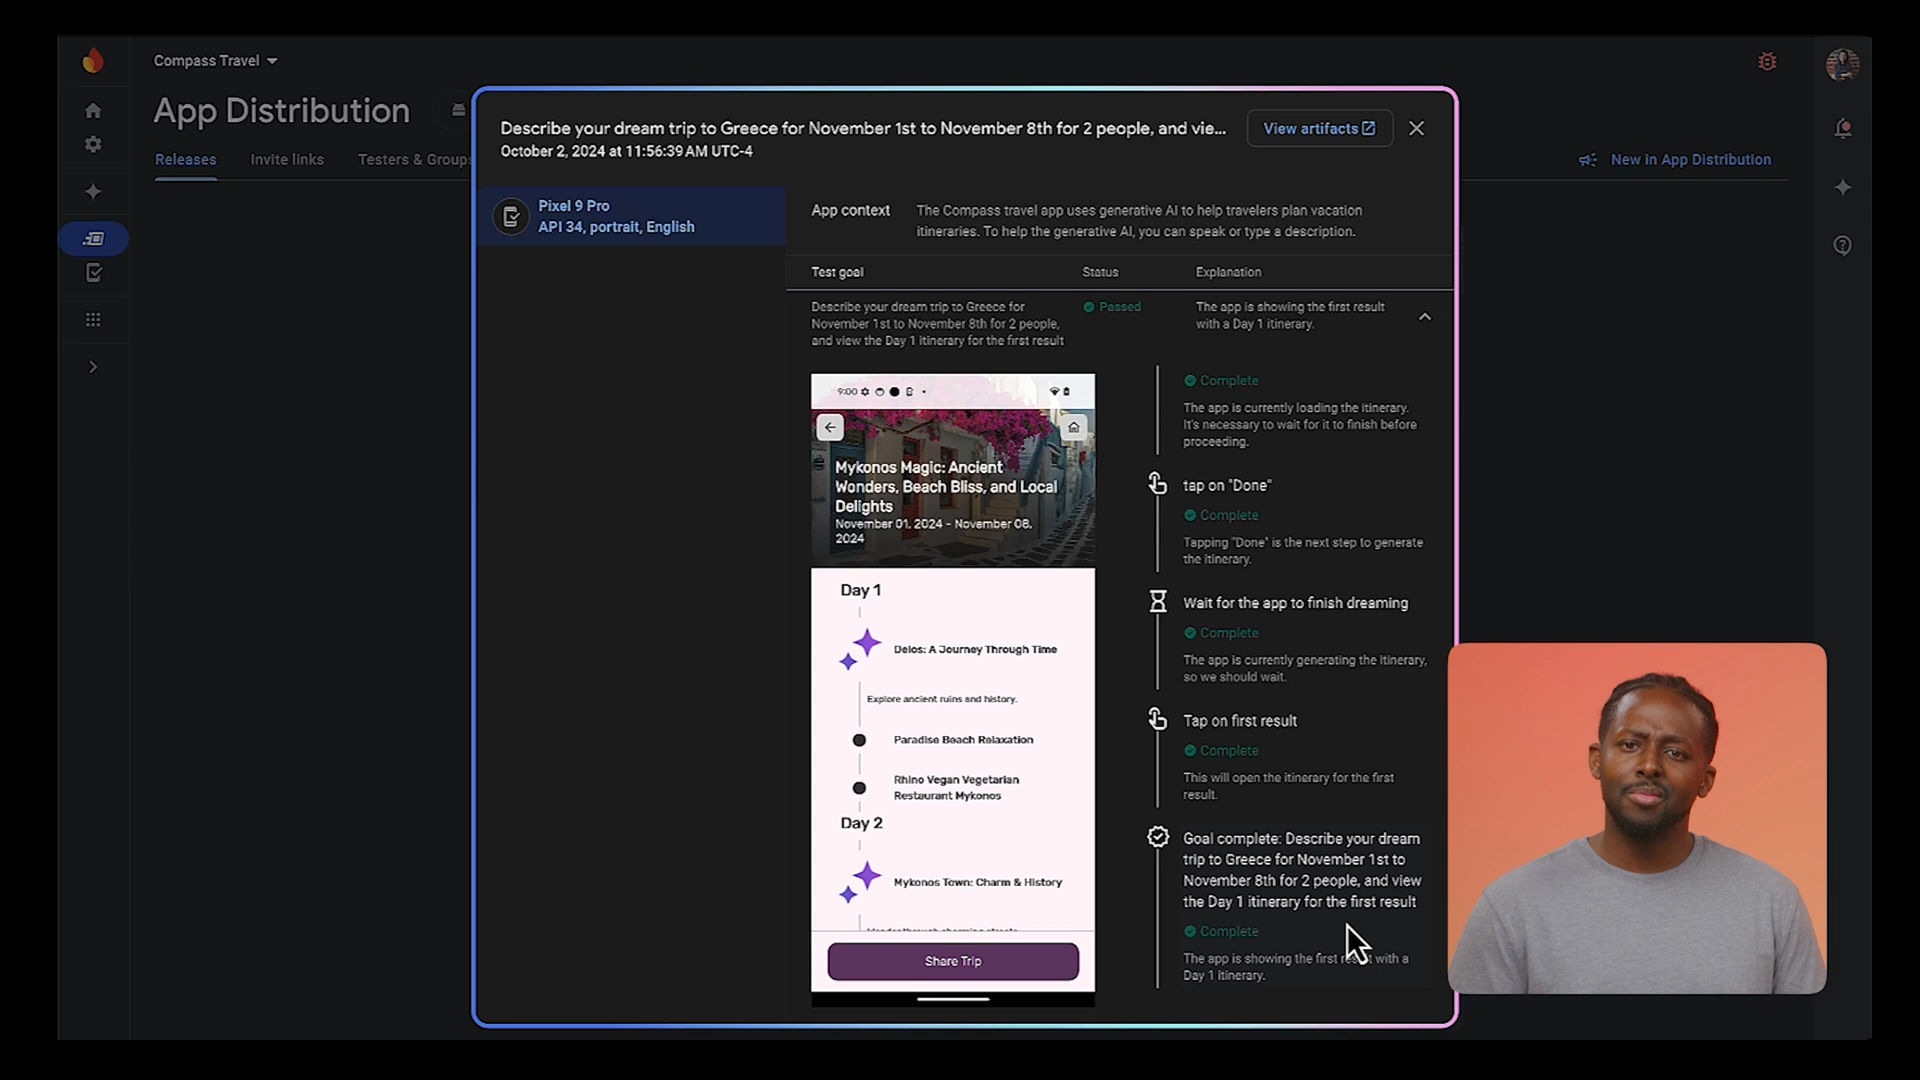 Compass Travel
App Distribution
Releases
Invite links
Testers & Groups
New in App Distribution
Describe your dream trip to Greece for November 1st to November 8th for 2 people, and vie...
October 2, 2024 at 11:56:39 AM UTC-4
View artifacts
Pixel 9 Pro
API 34, portrait, English
App context
The Compass travel app uses generative AI to help travelers plan vacation
itineraries. To help the generative AI, you can speak or type a description.
Test goal
Status
Explanation
Describe your dream trip to Greece for
November 1st to November 8th for 2 people,
and view the Day 1 itinerary for the first result
Passed
The app is showing the first result
with a Day 1 itinerary.
9:00
Mykonos Magic: Ancient
Wonders, Beach Bliss, and Local
Delights
November 01, 2024 - November 08,
2024
Day 1
Delos: A Journey Through Time
Explore ancient ruins and history.
Paradise Beach Relaxation
Rhino Vegan Vegetarian
Restaurant Mykonos
Day 2
Mykonos Town: Charm & History
Share Trip
Complete
The app is currently loading the itinerary.
It's necessary to wait for it to finish before
proceeding.
tap on "Done"
Complete
Tapping "Done" is the next step to generate
the itinerary.
Wait for the app to finish dreaming
Complete
The app is currently generating the itinerary,
so we should wait.
Tap on first result
Complete
This will open the itinerary for the first
result.
Goal complete: Describe your dream
trip to Greece for November 1st to
November 8th for 2 people, and view
the Day 1 itinerary for the first result
Complete
The app is showing the first result with a
Day 1 itinerary.